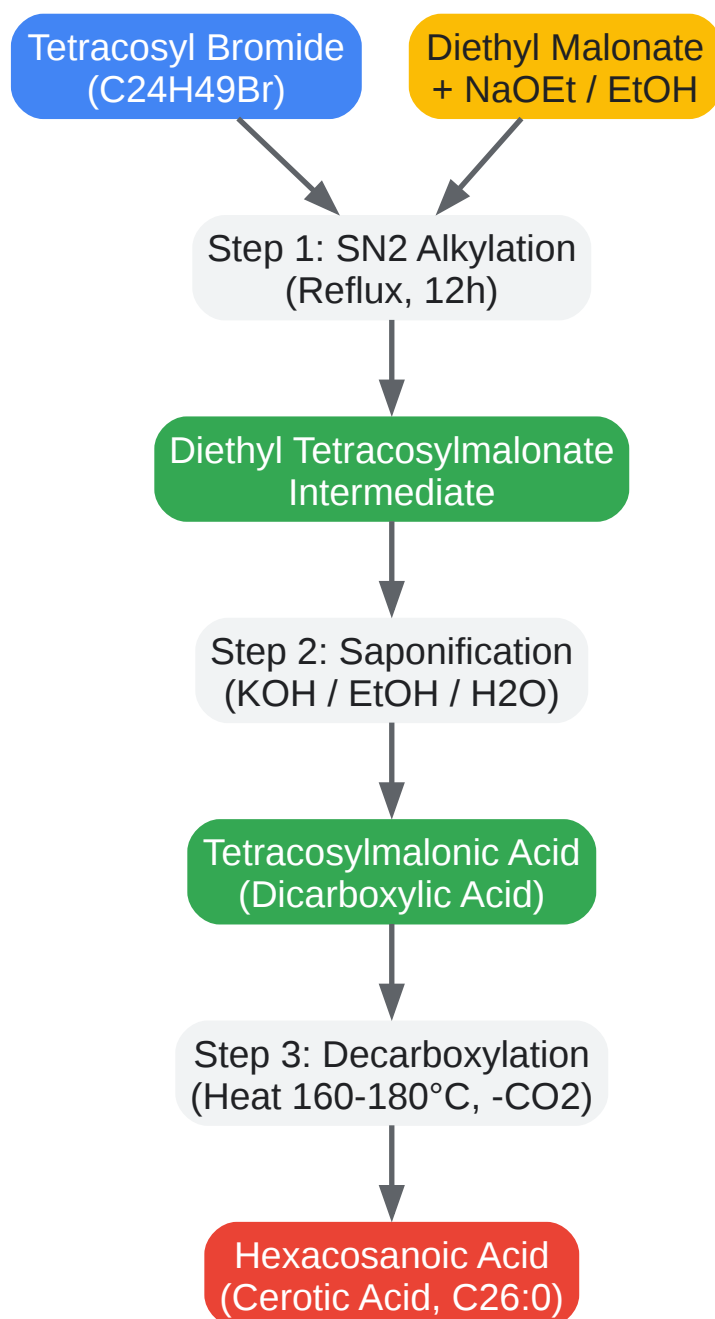 Tetracosyl Bromide
(C24H49Br)
Diethyl Malonate
+ NaOEt / EtOH
Step 1: SN2 Alkylation
(Reflux, 12h)
Diethyl Tetracosylmalonate
Intermediate
Step 2: Saponification
(KOH / EtOH / H2O)
Tetracosylmalonic Acid
(Dicarboxylic Acid)
Step 3: Decarboxylation
(Heat 160-180°C, -CO2)
Hexacosanoic Acid
(Cerotic Acid, C26:0)